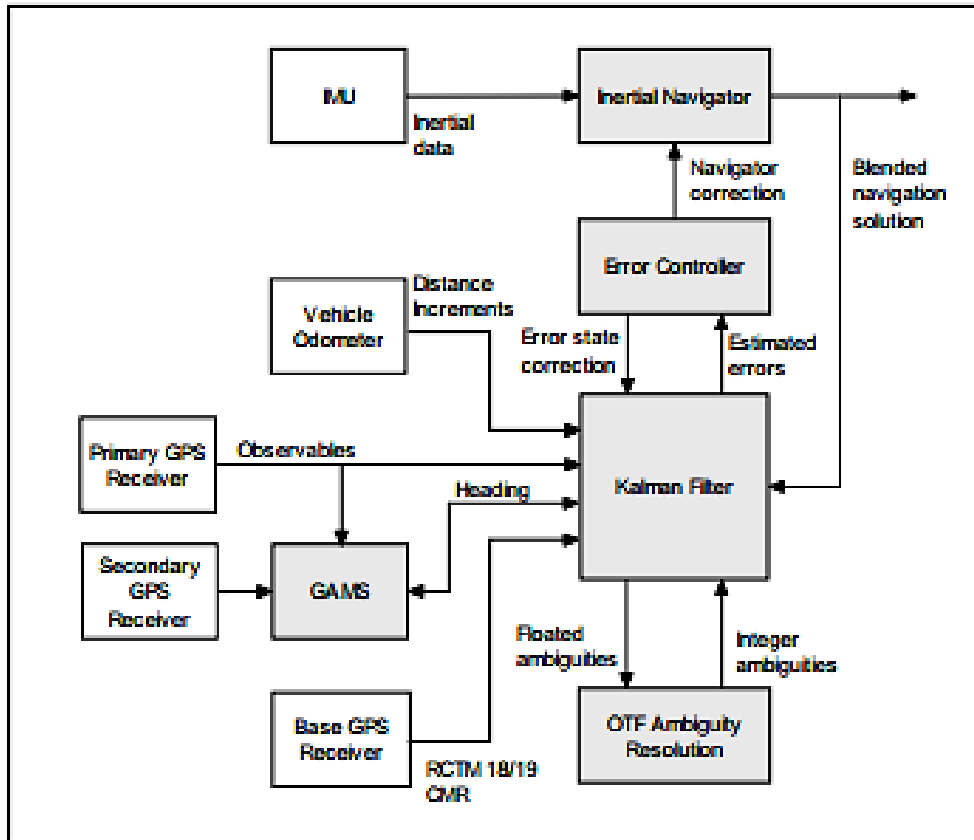 IMU
Inertial Navigator
Inertial
data
Navigator
correction
Blended
navigation
solution
Error Controller
Distance
Increments
Vehicle
Odometer
Error state
correction
Estimated
errors
Primary GPS
Receiver
Observables
Heading
Kalman Filter
Secondary
GPS
Receiver
GAMS
Floated
ambiguities
Integer
ambiguities
Base GPS
Receiver
OTF Ambiguity
Resolution
RCTM 18/19
CMR